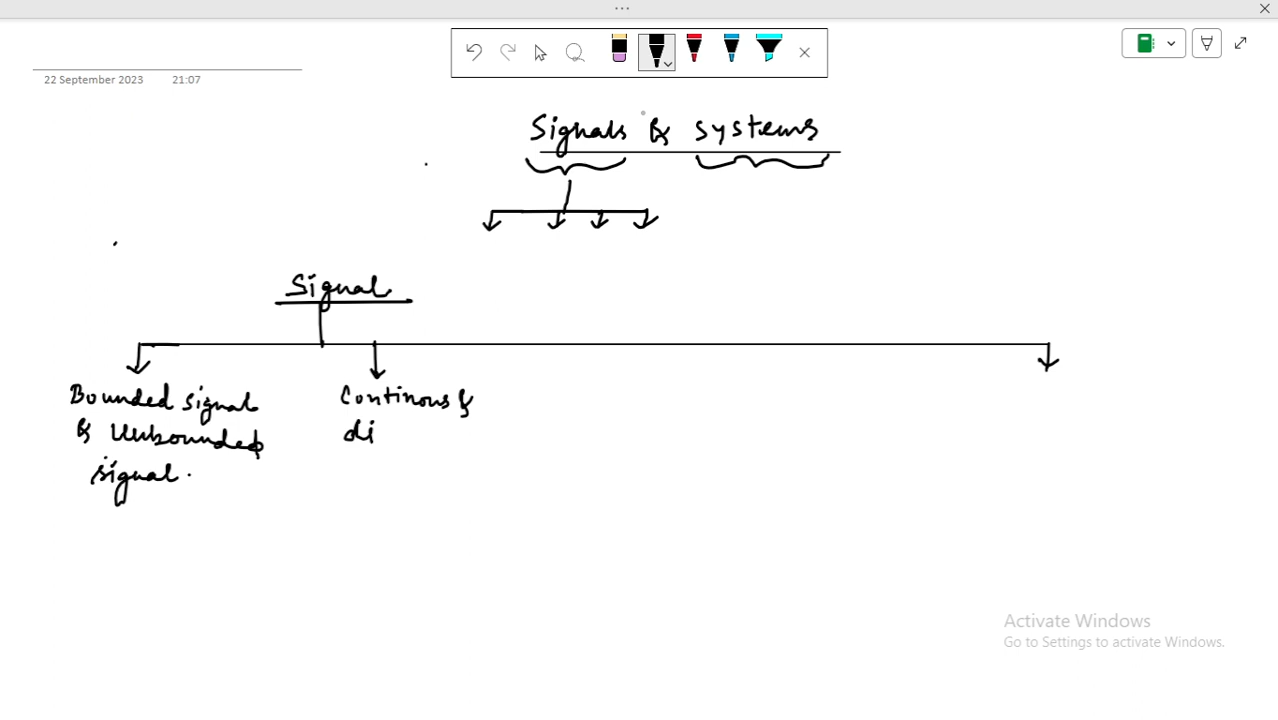 22 September 2023 21:07
Signals & systems
Signal
Bounded signal
& Unbounded
signal.
Continous &
di
Activate Windows
Go to Settings to activate Windows.